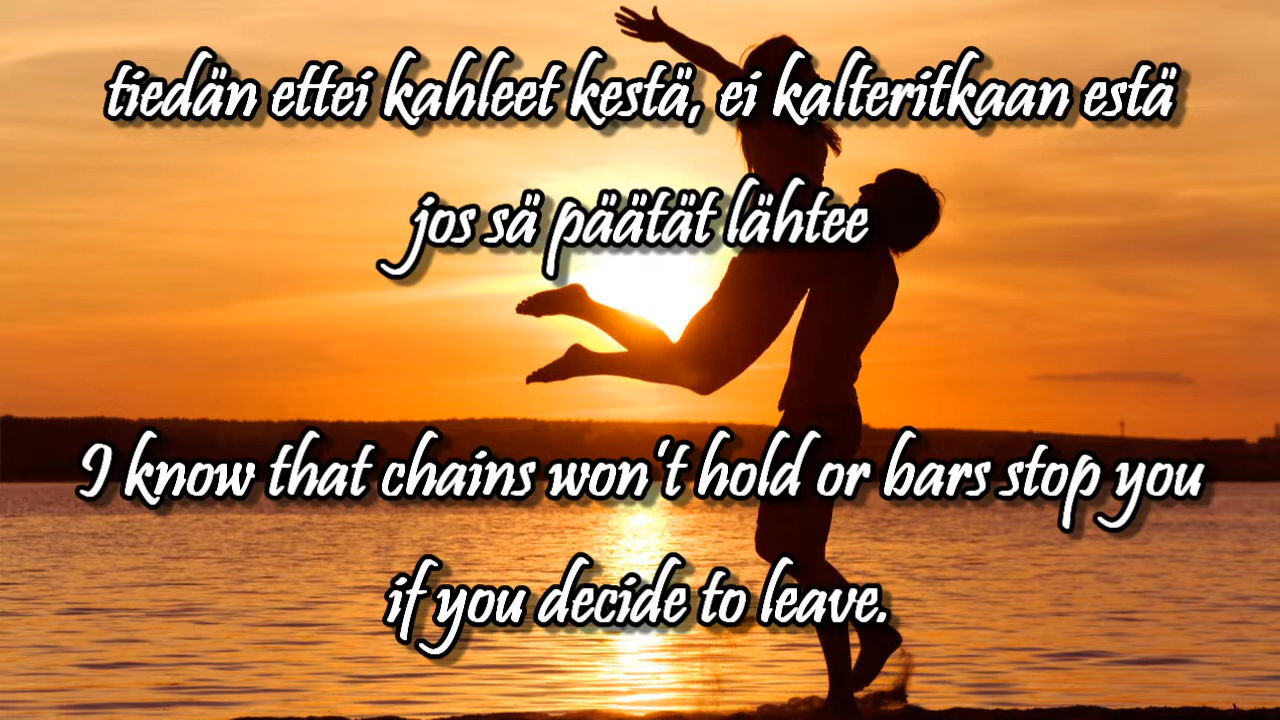 tiedän ettei kahleet kestä, ei kalteritkaan estä
jos sä päätät lähtee
I know that chains won't hold or bars stop you
if you decide to leave.